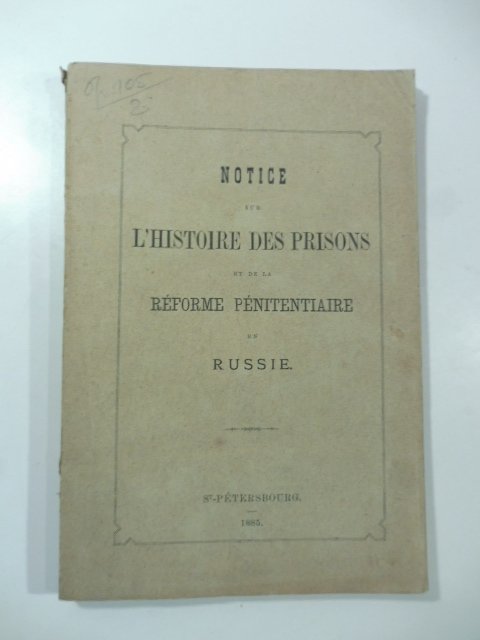 NOTICE
SUR
L'HISTOIRE DES PRISONS
ET DE LA
RÉFORME PÉNITENTIAIRE
EN
RUSSIE.
ST-PÉTERSBOURG.
1885.